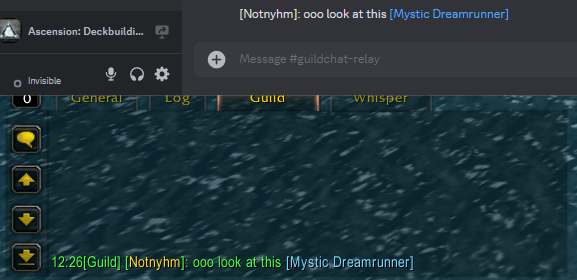 [Notnyhm]: ooo look at this [Mystic Dreamrunner]
Ascension: Deckbuildi...
Message #guildchat-relay
Invisible
0
General Log Guild Whisper
12:26[Guild] [Notnyhm]: ooo look at this [Mystic Dreamrunner]